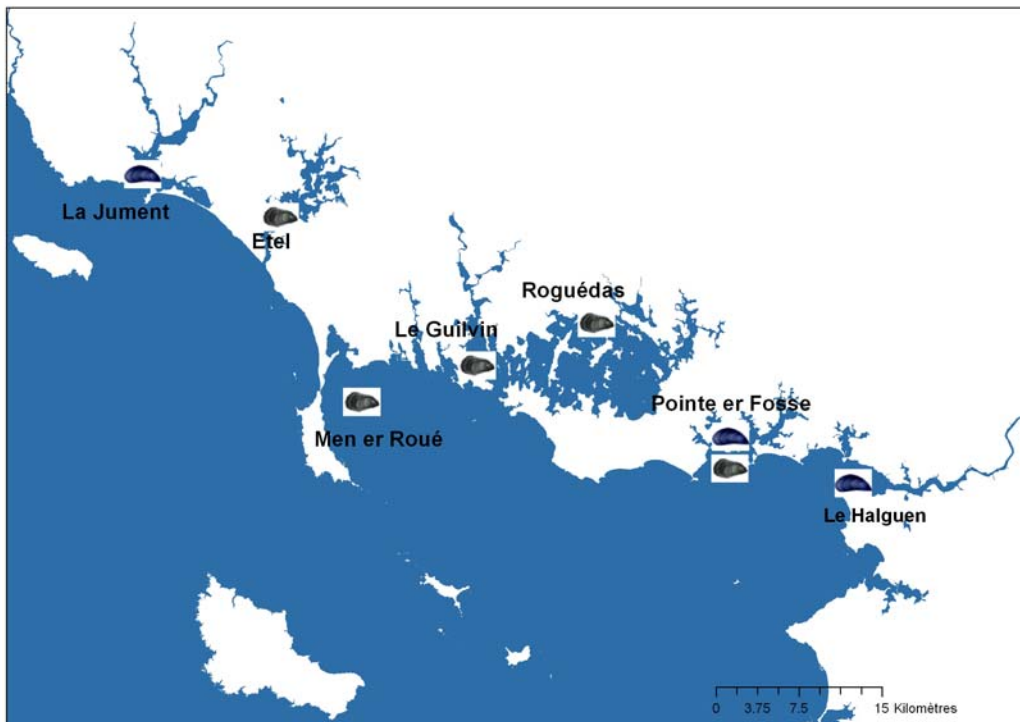 La Jument
Etel
Roguédas
Le Guilvin
Men er Roué
Pointe er Fosse
Le Halguen
0 3.75 7.5 15 Kilomètres